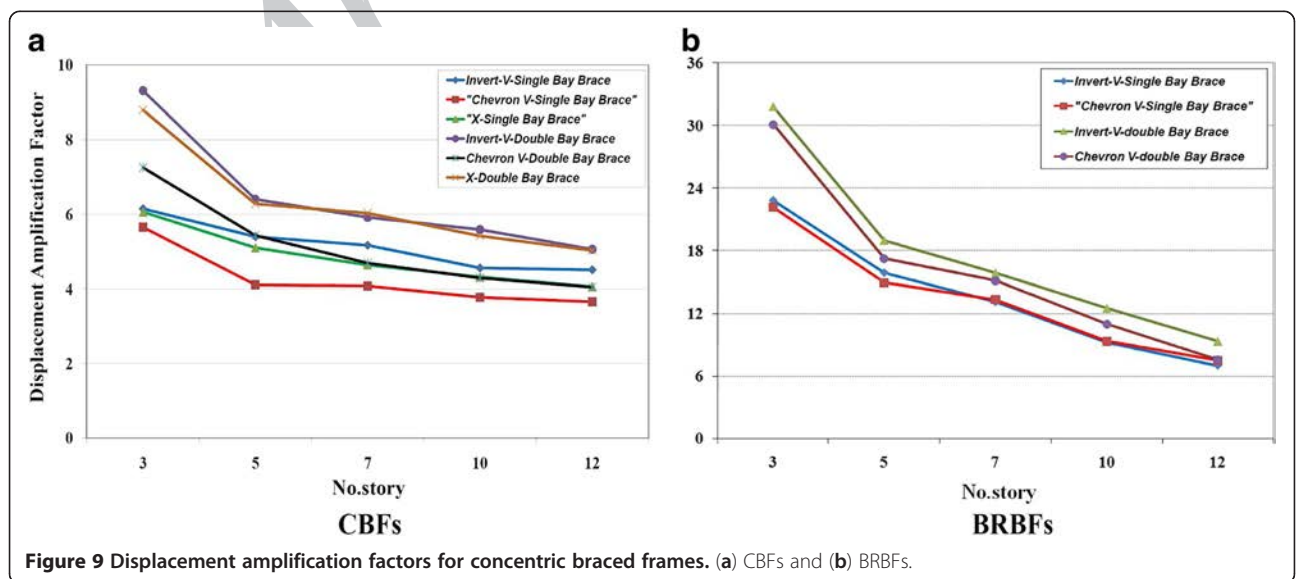 a
Displacement Amplification Factor
10
8
6
4
2
0
Invert-V-Single Bay Brace
"Chevron V-Single Bay Brace"
"X-Single Bay Brace"
Invert-V-Double Bay Brace
Chevron V-Double Bay Brace
X-Double Bay Brace
3 5 7 10 12
No.story
CBFs
b
36
30
24
18
12
6
0
Invert-V-Single Bay Brace
"Chevron V-Single Bay Brace"
Invert-V-double Bay Brace
Chevron V-double Bay Brace
3 5 7 10 12
No.story
BRBFs
Figure 9 Displacement amplification factors for concentric braced frames. (a) CBFs and (b) BRBFs.